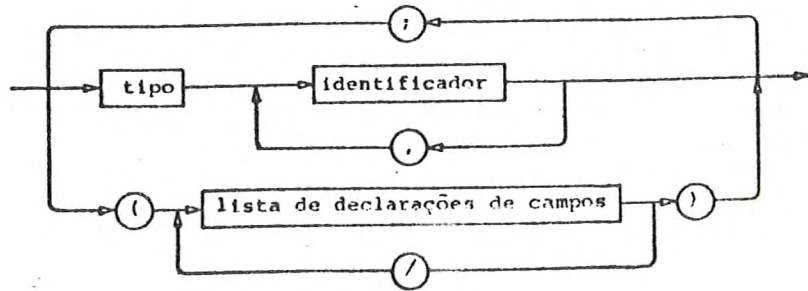 ;
tipo
identificador
,
(
lista de declarações de campos
)
/